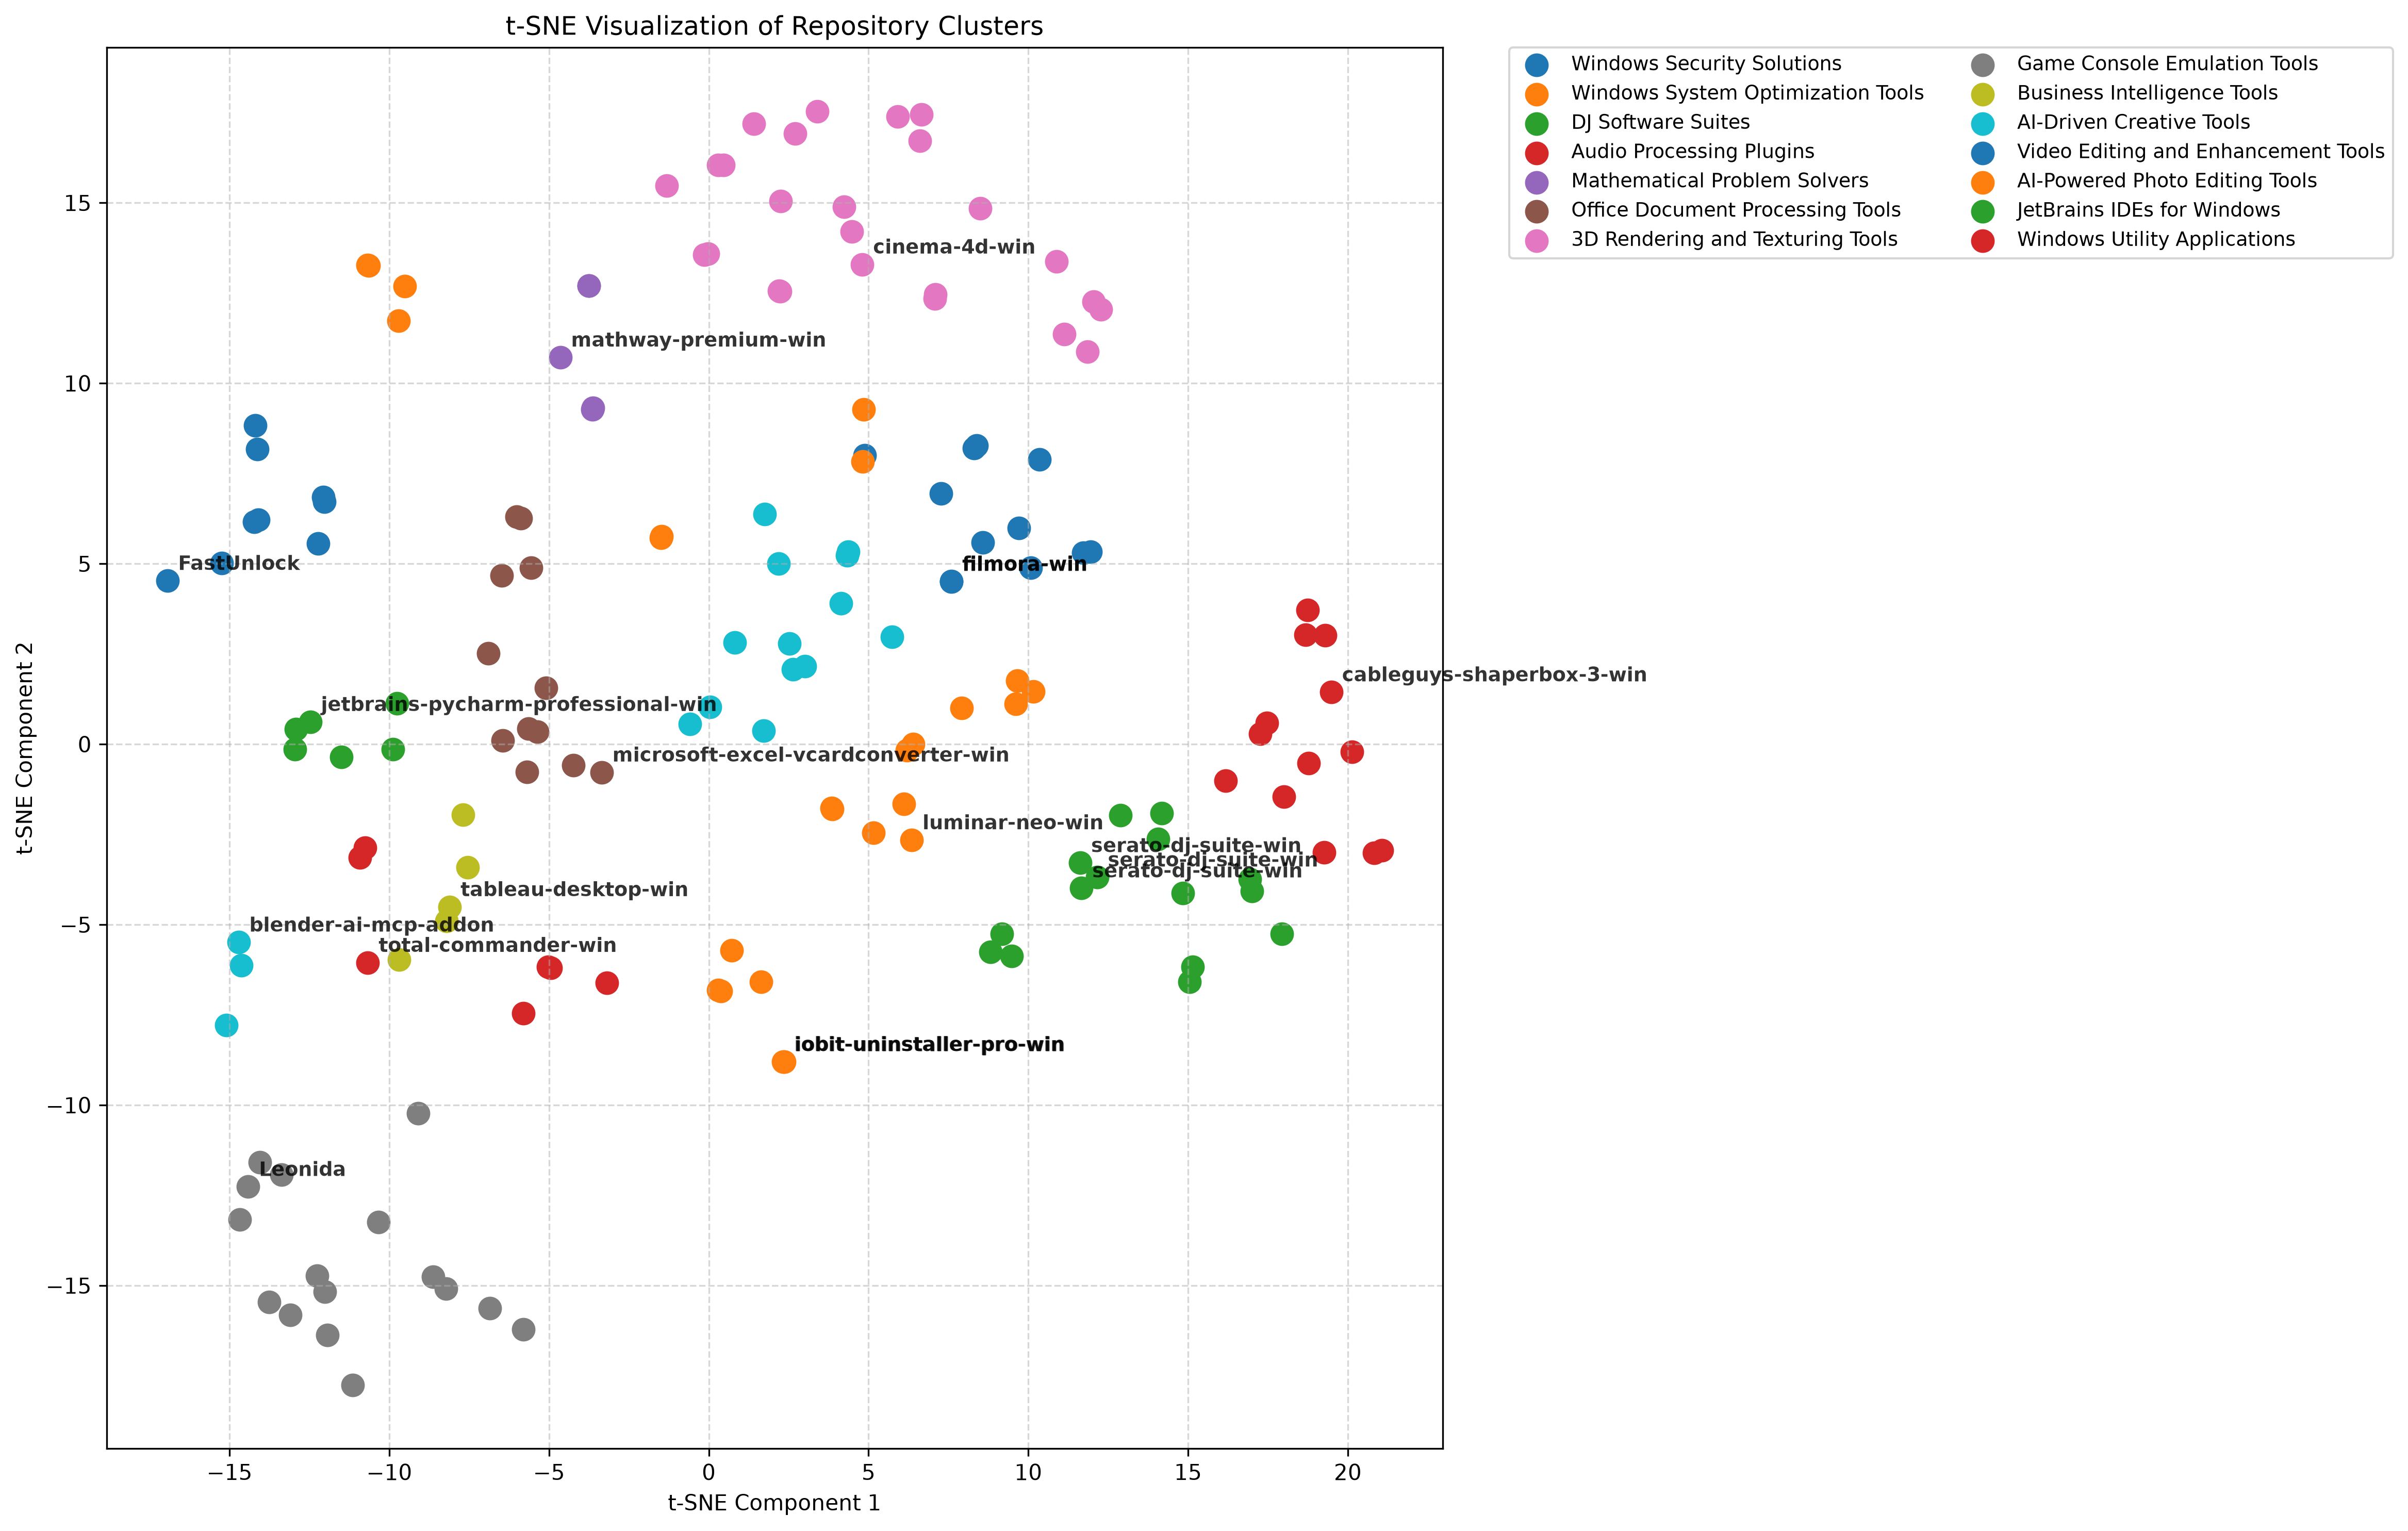 t-SNE Visualization of Repository Clusters
Windows Security Solutions
Windows System Optimization Tools
DJ Software Suites
Audio Processing Plugins
Mathematical Problem Solvers
Office Document Processing Tools
3D Rendering and Texturing Tools
Game Console Emulation Tools
Business Intelligence Tools
AI-Driven Creative Tools
Video Editing and Enhancement Tools
AI-Powered Photo Editing Tools
JetBrains IDEs for Windows
Windows Utility Applications
t-SNE Component 2
15
10
5
0
−5
−10
−15
cinema-4d-win
mathway-premium-win
FastUnlock
filmora-win
cableguys-shaperbox-3-win
jetbrains-pycharm-professional-win
microsoft-excel-vcardconverter-win
luminar-neo-win
serato-dj-suite-win
serato-dj-suite-win
serato-dj-suite-win
tableau-desktop-win
blender-ai-mcp-addon
total-commander-win
iobit-uninstaller-pro-win
Leonida
−15 −10 −5 0 5 10 15 20
t-SNE Component 1